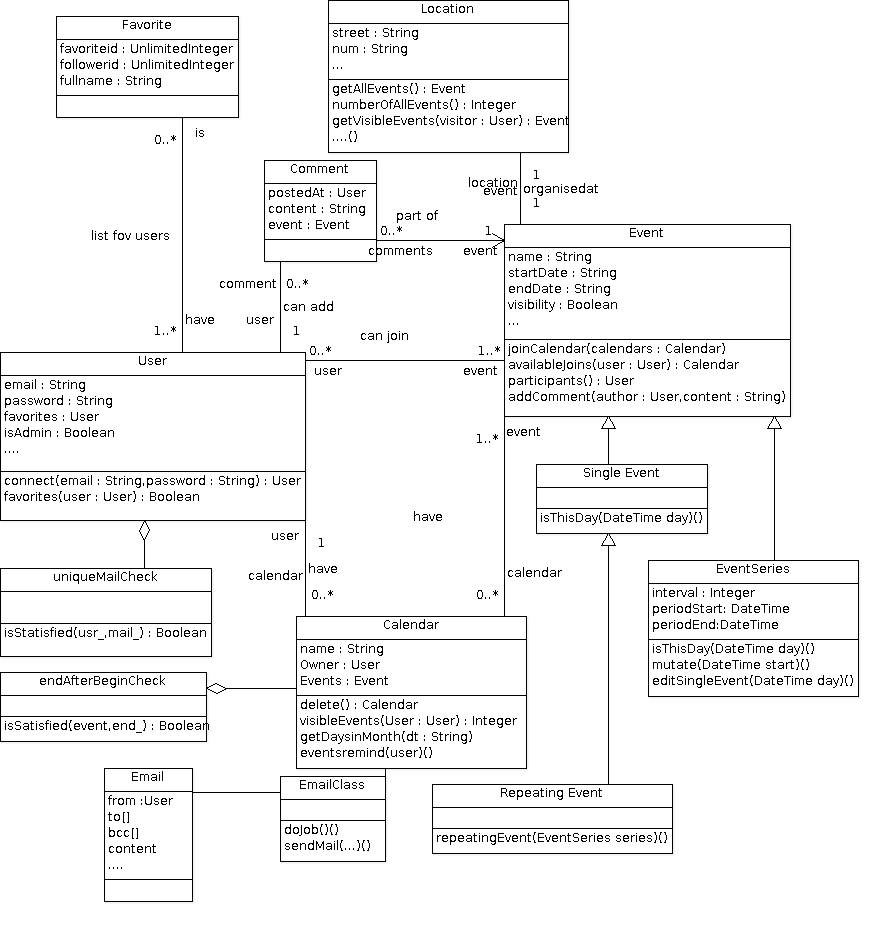 Location
street : String
num : String
...
getAllEvents() : Event
numberOfAllEvents() : Integer
getVisibleEvents(visitor : User) : Event
....()
Favorite
favoriteid : UnlimitedInteger
followerid : UnlimitedInteger
fullname : String
0..*
is
list fov users
1..*
have
Comment
postedAt : User
content : String
event : Event
part of
0..*
1
comments
event
location
1
event
organisedat
1
Event
name : String
startDate : String
endDate : String
visibility : Boolean
...
joinCalendar(calendars : Calendar)
availableJoins(user : User) : Calendar
participants() : User
addComment(author : User,content : String)
comment
0..*
can add
user
1
can join
0..*
1..*
user
event
User
email : String
password : String
favorites : User
isAdmin : Boolean
....
connect(email : String,password : String) : User
favorites(user : User) : Boolean
event
1..*
have
calendar
0..*
user
1
calendar
have
0..*
Single Event
isThisDay(DateTime day)()
EventSeries
interval : Integer
periodStart: DateTime
periodEnd:DateTime
isThisDay(DateTime day)()
mutate(DateTime start)()
editSingleEvent(DateTime day)()
uniqueMailCheck
isStatisfied(usr_,mail_) : Boolean
endAfterBeginCheck
isSatisfied(event,end_) : Boolean
Calendar
name : String
Owner : User
Events : Event
delete() : Calendar
visibleEvents(User : User) : Integer
getDaysinMonth(dt : String)
eventsremind(user)()
Email
from :User
to[]
bcc[]
content
....
EmailClass
doJob()()
sendMail(...)()
Repeating Event
repeatingEvent(EventSeries series)()